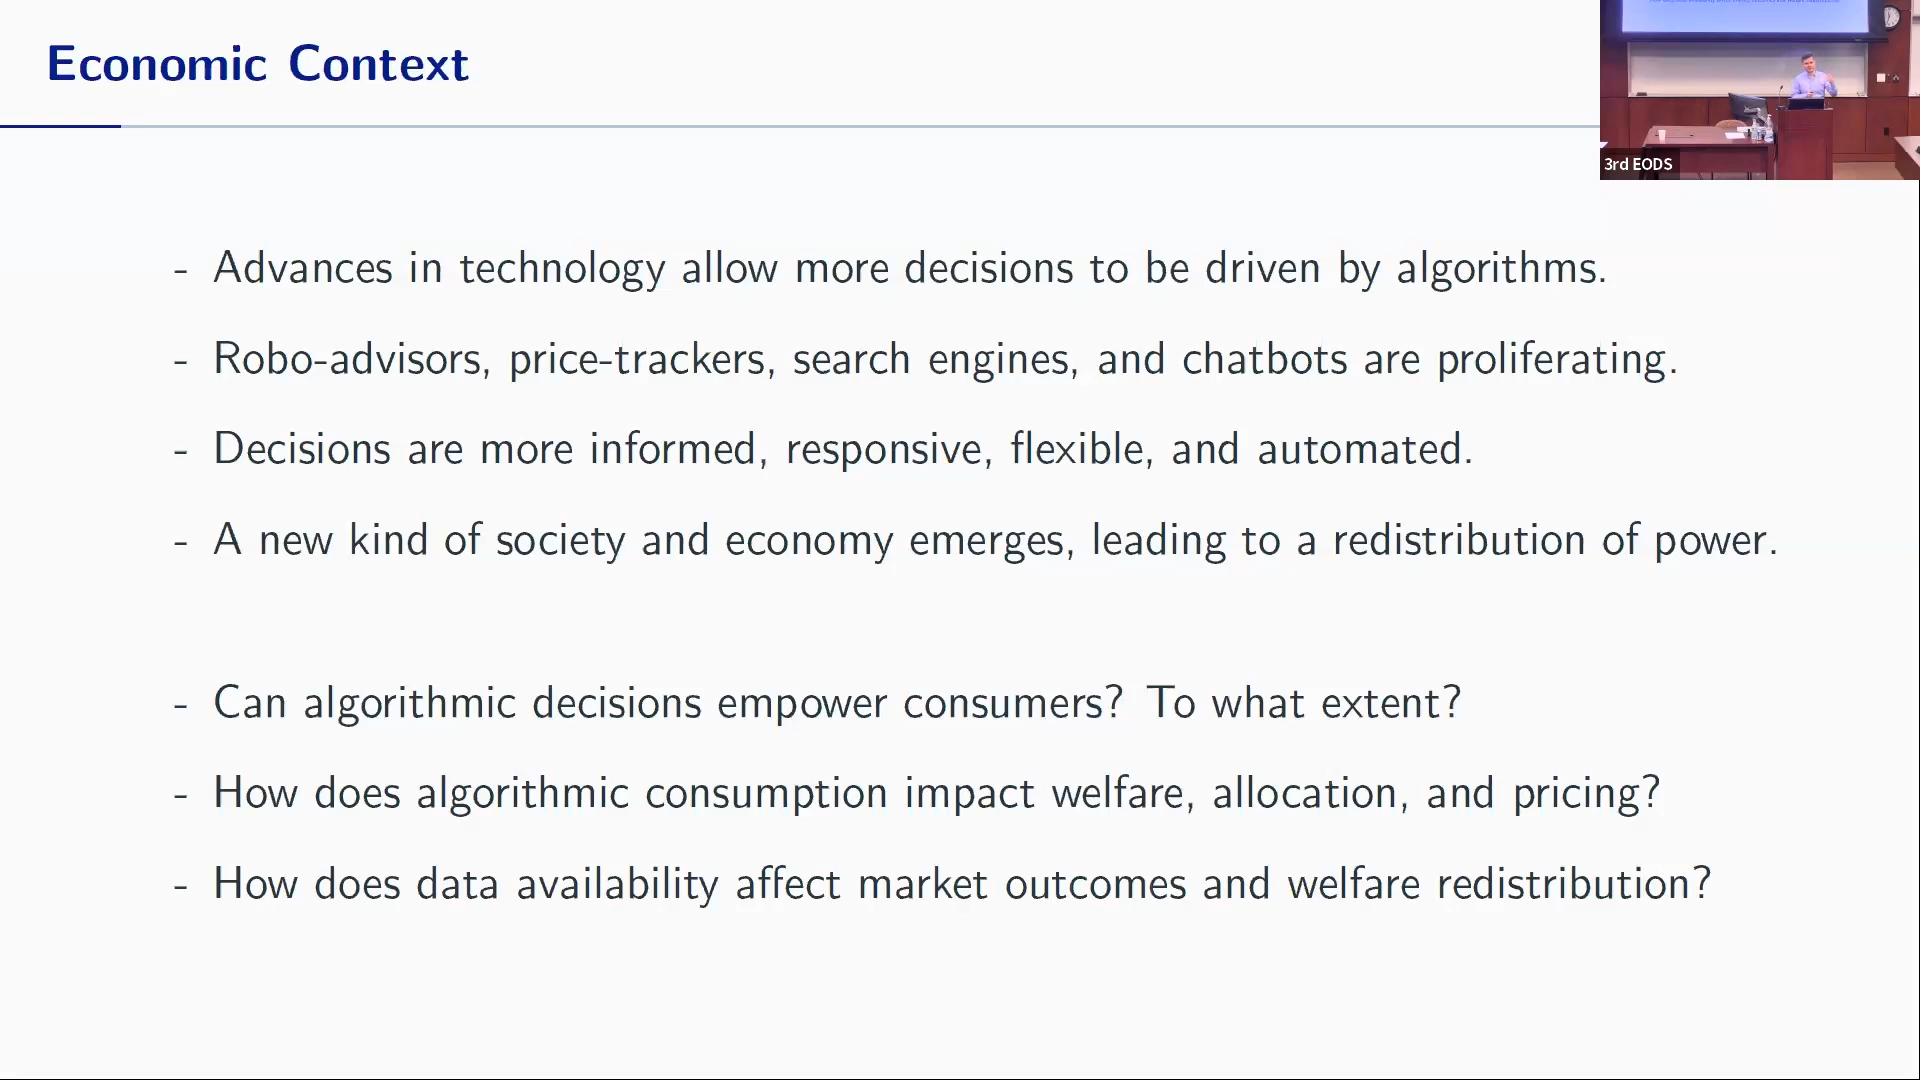 Economic Context
3rd EODS
- Advances in technology allow more decisions to be driven by algorithms.
- Robo-advisors, price-trackers, search engines, and chatbots are proliferating.
- Decisions are more informed, responsive, flexible, and automated.
- A new kind of society and economy emerges, leading to a redistribution of power.
- Can algorithmic decisions empower consumers? To what extent?
- How does algorithmic consumption impact welfare, allocation, and pricing?
- How does data availability affect market outcomes and welfare redistribution?